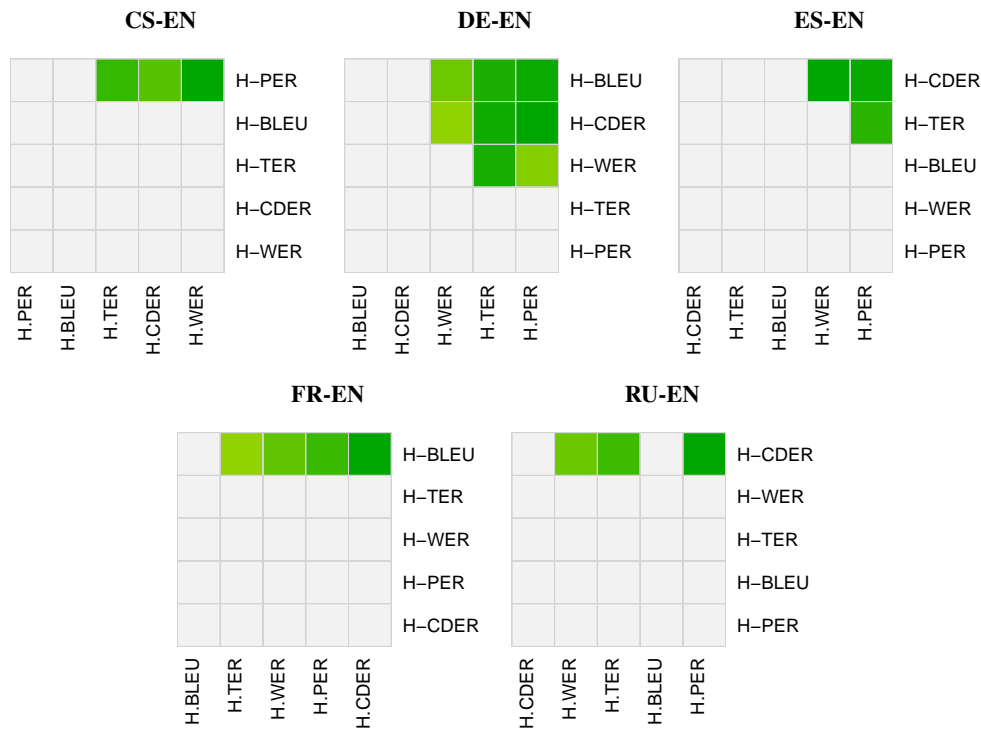 CS-EN
DE-EN
ES-EN
H–PER
H–BLEU
H–TER
H–CDER
H–WER
H.PER
H.BLEU
H.TER
H.CDER
H.WER
H–BLEU
H–CDER
H–WER
H–TER
H–PER
H.BLEU
H.CDER
H.WER
H.TER
H.PER
H–CDER
H–TER
H–BLEU
H–WER
H–PER
H.CDER
H.TER
H.BLEU
H.WER
H.PER
FR-EN
RU-EN
H–BLEU
H–TER
H–WER
H–PER
H–CDER
H.BLEU
H.TER
H.WER
H.PER
H.CDER
H–CDER
H–WER
H–TER
H–BLEU
H–PER
H.CDER
H.WER
H.TER
H.BLEU
H.PER